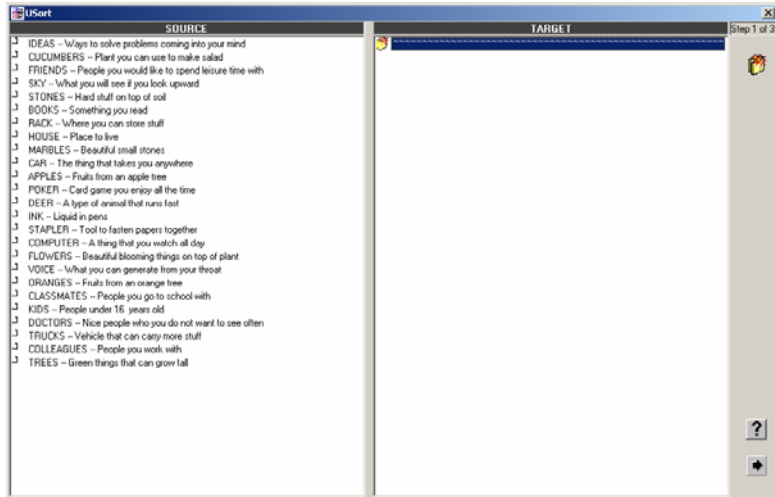 USort
SOURCE
TARGET
Step 1 of 3
IDEAS -- Ways to solve problems coming into your mind
CUCUMBERS -- Plant you can use to make salad
FRIENDS -- People you would like to spend leisure time with
SKY -- What you will see if you look upward
STONES -- Hard stuff on top of soil
BOOKS -- Something you read
RACK -- Where you can store stuff
HOUSE -- Place to live
MARBLES -- Beautiful small stones
CAR -- The thing that takes you anywhere
APPLES -- Fruits from an apple tree
POKER -- Card game you enjoy all the time
DEER -- A type of animal that runs fast
INK -- Liquid in pens
STAPLER -- Tool to fasten papers together
COMPUTER -- A thing that you watch all day
FLOWERS -- Beautiful blooming things on top of plant
VOICE -- What you can generate from your throat
ORANGES -- Fruits from an orange tree
CLASSMATES -- People you go to school with
KIDS -- People under 16 years old
DOCTORS -- Nice people who you do not want to see often
TRUCKS -- Vehicle that can carry more stuff
COLLEAGUES -- People you work with
TREES -- Green things that can grow tall
?